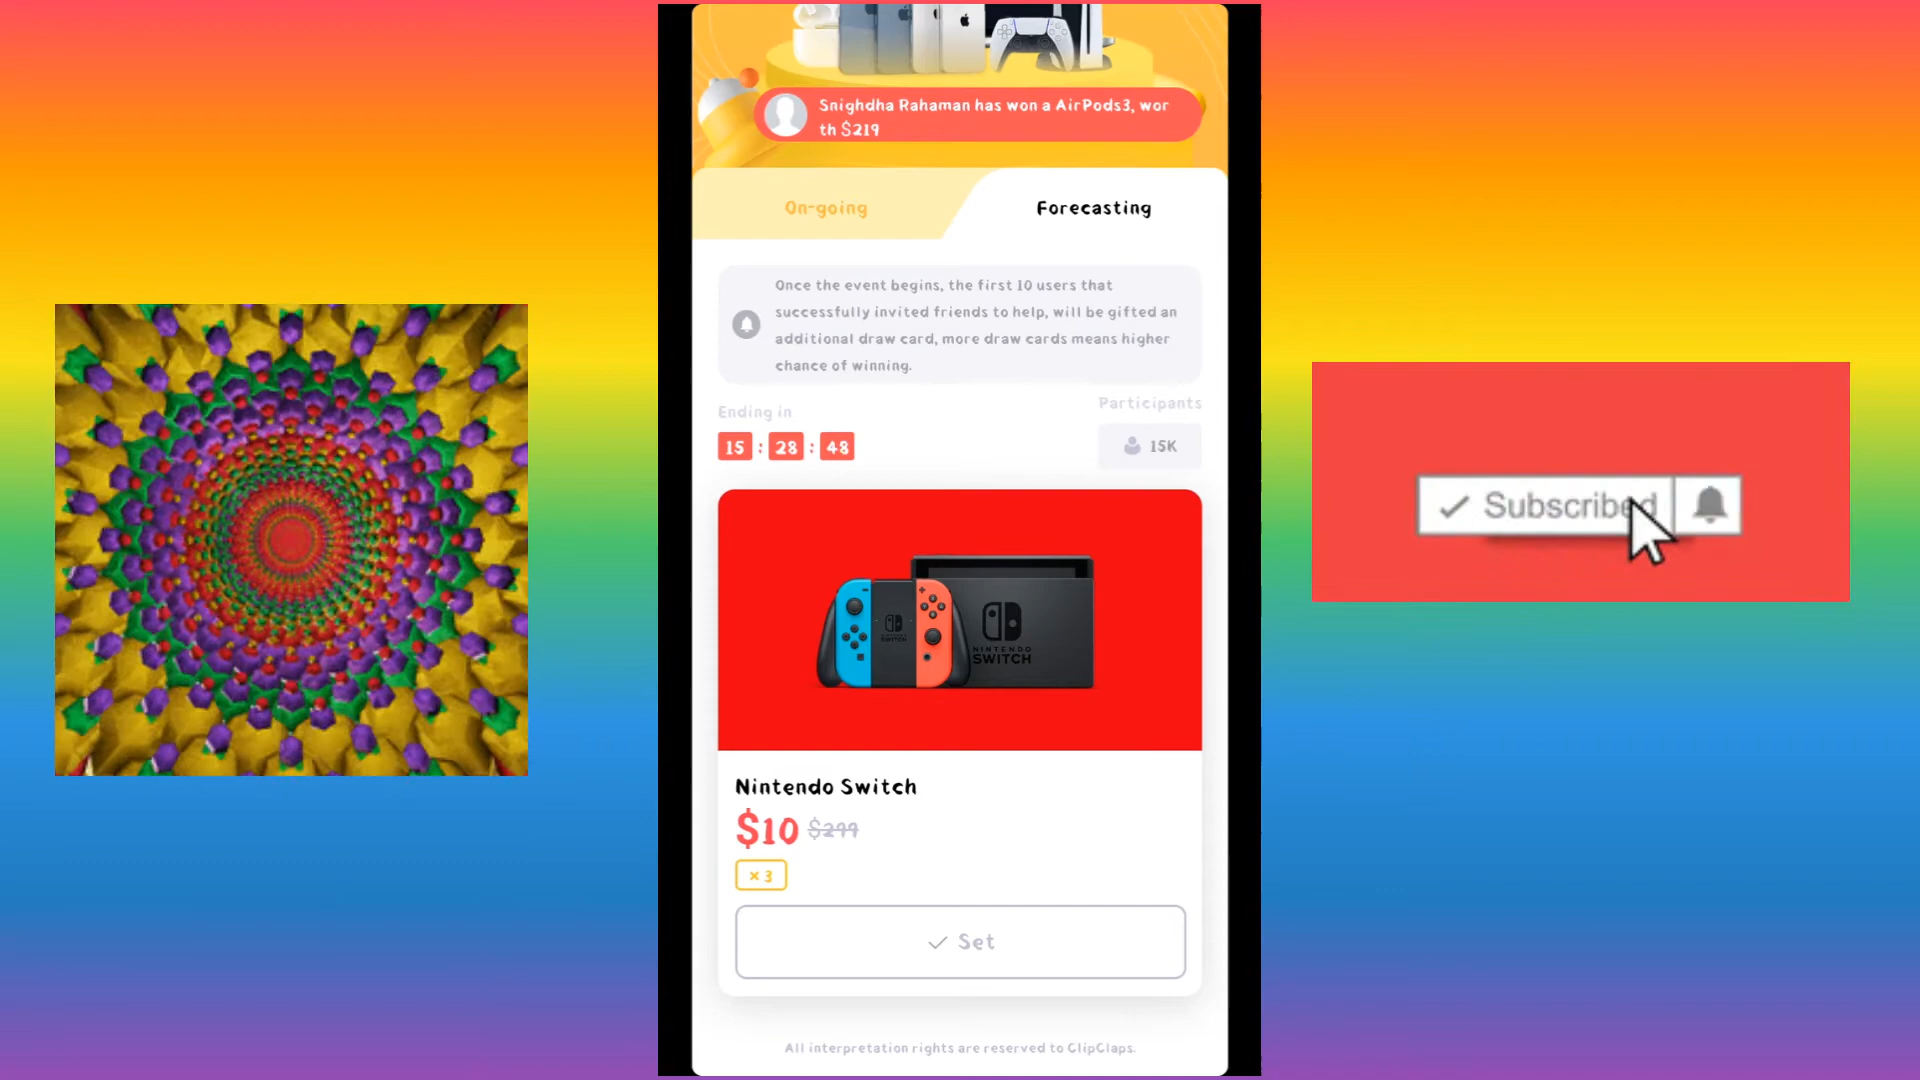 Snighdha Rahaman has won a AirPods3, wor
th $219
On-going
Forecasting
Once the event begins, the first 10 users that
successfully invited friends to help, will be gifted an
additional draw card, more draw cards means higher
chance of winning.
Ending in
Participants
15 : 28 : 48
15K
Subscribed
NINTENDO
SWITCH
NINTENDO
SWITCH
Nintendo Switch
$10 $299
× 3
Set
All interpretation rights are reserved to ClipClaps.